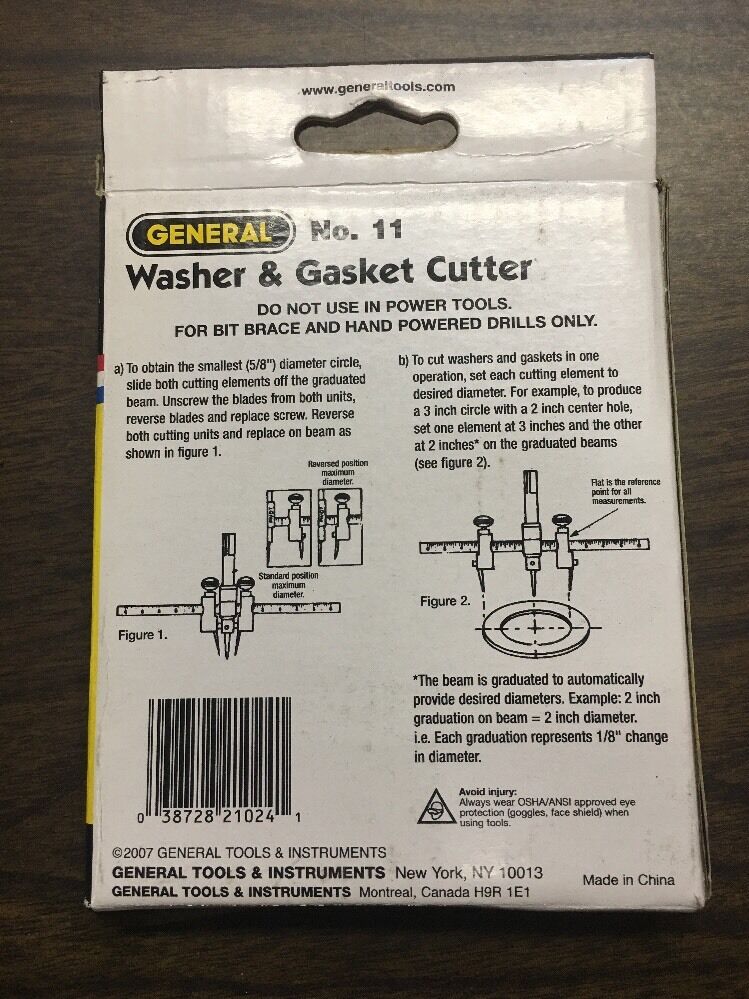 www.generaltools.com
GENERAL No. 11
Washer & Gasket Cutter
DO NOT USE IN POWER TOOLS.
FOR BIT BRACE AND HAND POWERED DRILLS ONLY.
a) To obtain the smallest (5/8") diameter circle,
slide both cutting elements off the graduated
beam. Unscrew the blades from both units,
reverse blades and replace screw. Reverse
both cutting units and replace on beam as
shown in figure 1.
Reversed position
maximum
diameter.
Standard position
maximum
diameter.
Figure 1.
b) To cut washers and gaskets in one
operation, set each cutting element to
desired diameter. For example, to produce
a 3 inch circle with a 2 inch center hole,
set one element at 3 inches and the other
at 2 inches* on the graduated beams
(see figure 2).
Flat is the reference
point for all
measurements.
Figure 2.
*The beam is graduated to automatically
provide desired diameters. Example: 2 inch
graduation on beam = 2 inch diameter.
i.e. Each graduation represents 1/8" change
in diameter.
Avoid injury:
Always wear OSHA/ANSI approved eye
protection (goggles, face shield) when
using tools.
0 38728 21024 1
©2007 GENERAL TOOLS & INSTRUMENTS
GENERAL TOOLS & INSTRUMENTS New York, NY 10013
GENERAL TOOLS & INSTRUMENTS Montreal, Canada H9R 1E1
Made in China